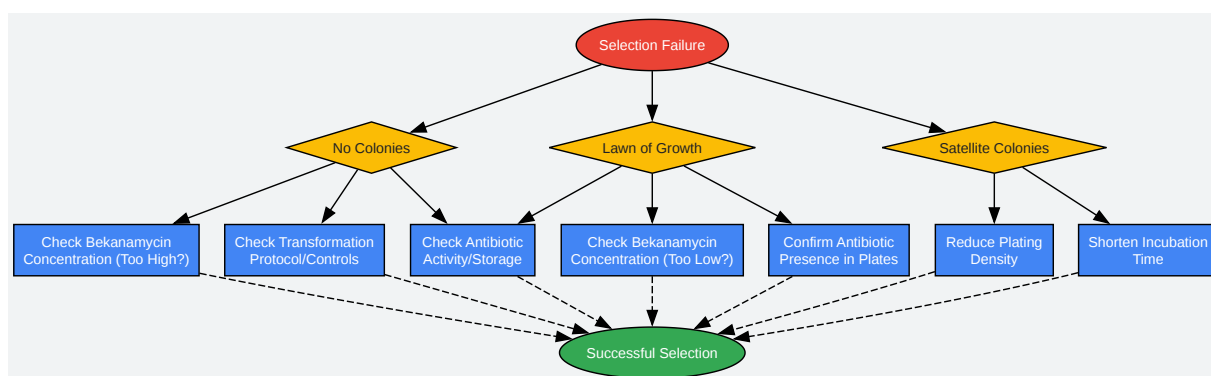 Selection Failure
No Colonies
Lawn of Growth
Satellite Colonies
Check Bekanamycin
Concentration (Too High?)
Check Transformation
Protocol/Controls
Check Antibiotic
Activity/Storage
Check Bekanamycin
Concentration (Too Low?)
Confirm Antibiotic
Presence in Plates
Reduce Plating
Density
Shorten Incubation
Time
Successful Selection